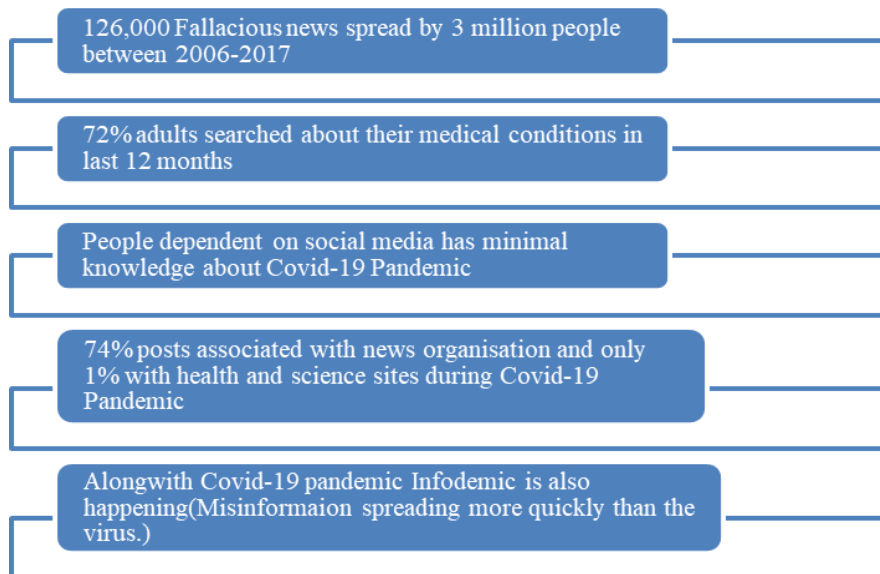 126,000 Fallacious news spread by 3 million people
between 2006-2017
72% adults searched about their medical conditions in
last 12 months
People dependent on social media has minimal
knowledge about Covid-19 Pandemic
74% posts associated with news organisation and only
1% with health and science sites during Covid-19
Pandemic
Alongwith Covid-19 pandemic Infodemic is also
happening(Misinformaion spreading more quickly than the
virus.)